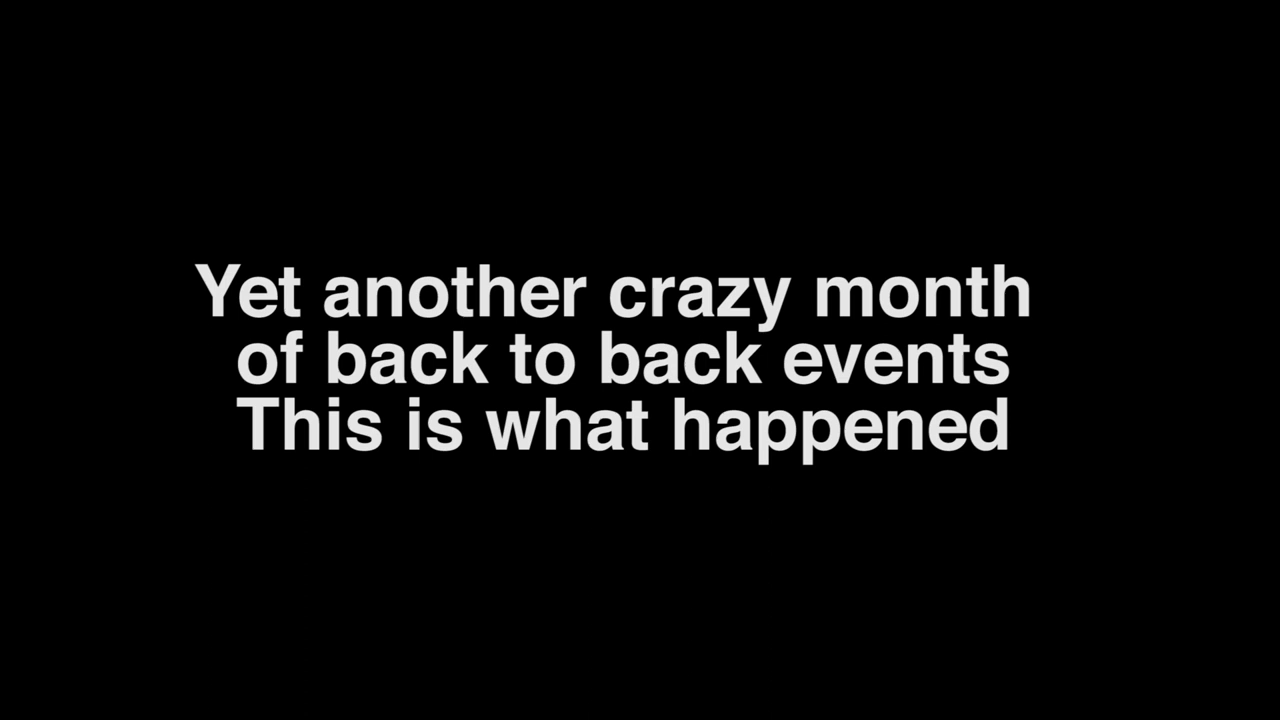 Yet another crazy month
of back to back events
This is what happened